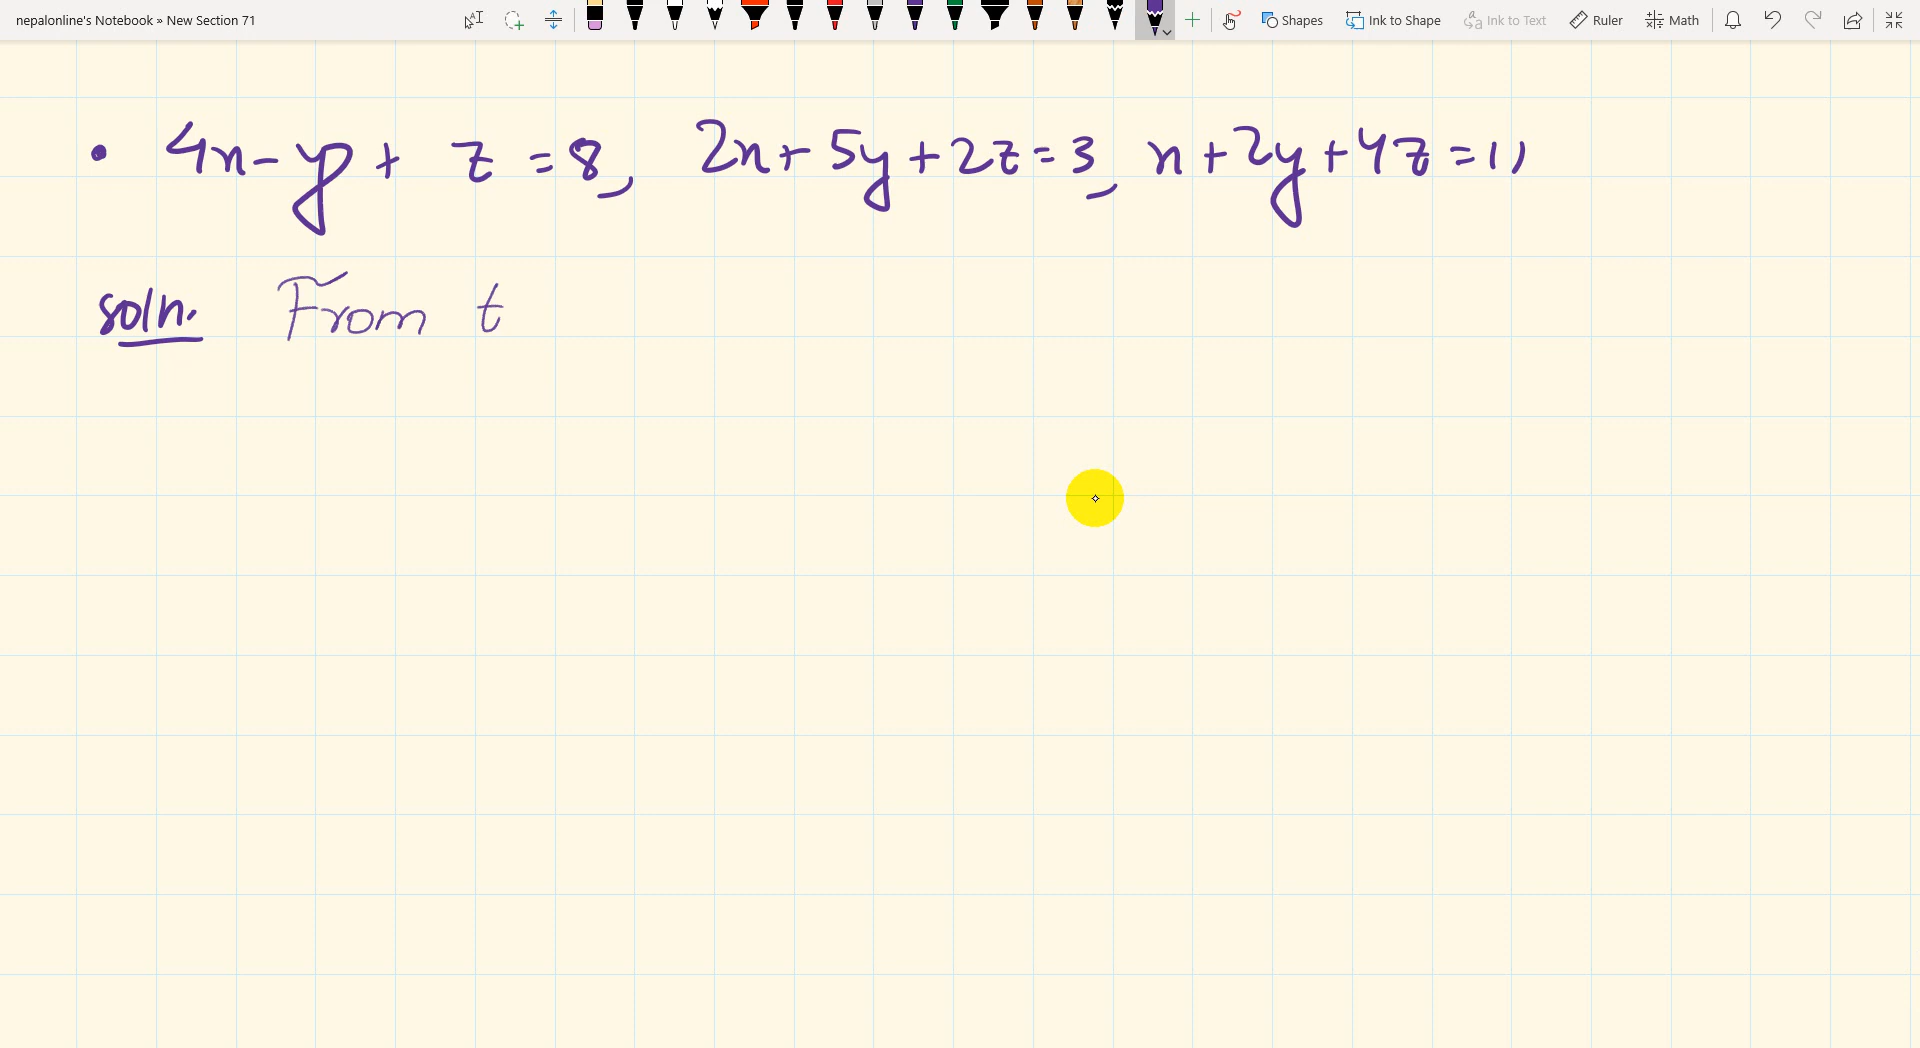 nepalonline's Notebook » New Section 71 Shapes Ink to Shape Ink to Text Ruler Math
• 4x - y + z = 8, 2x + 5y + 2z = 3, x + 2y + 4z = 11
soln. From t